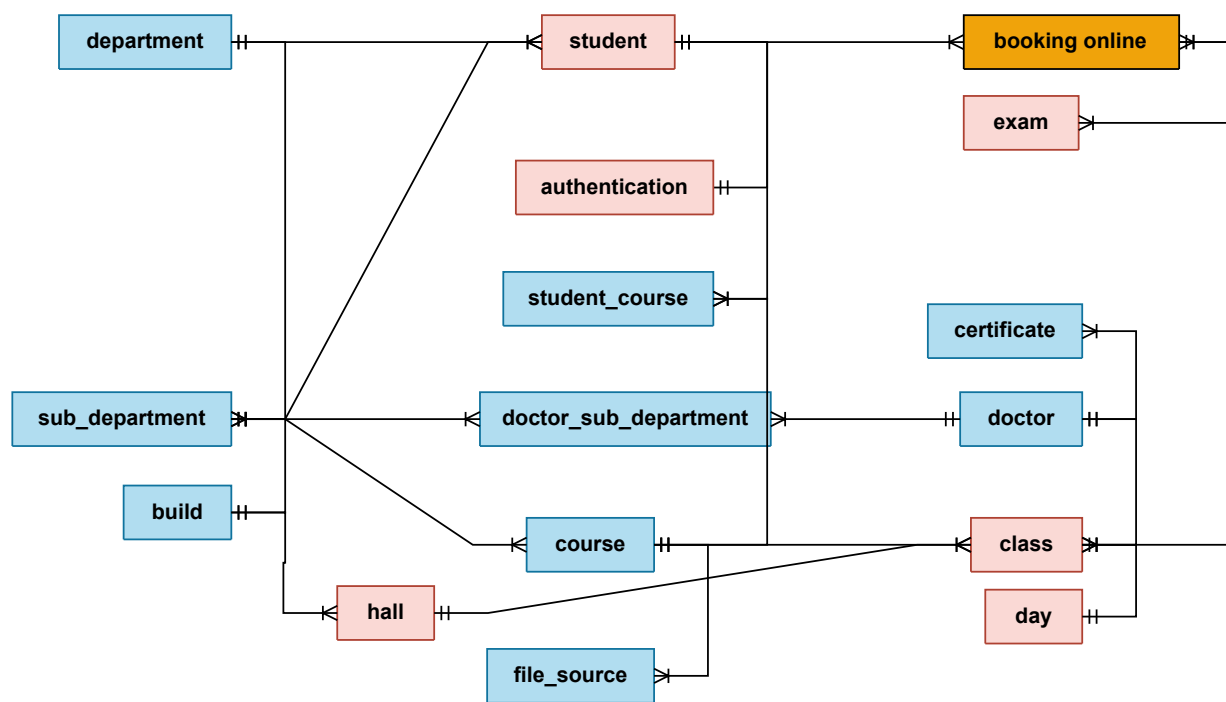 department
student
booking online
exam
authentication
student_course
certificate
sub_department
doctor_sub_department
doctor
build
course
class
hall
day
file_source